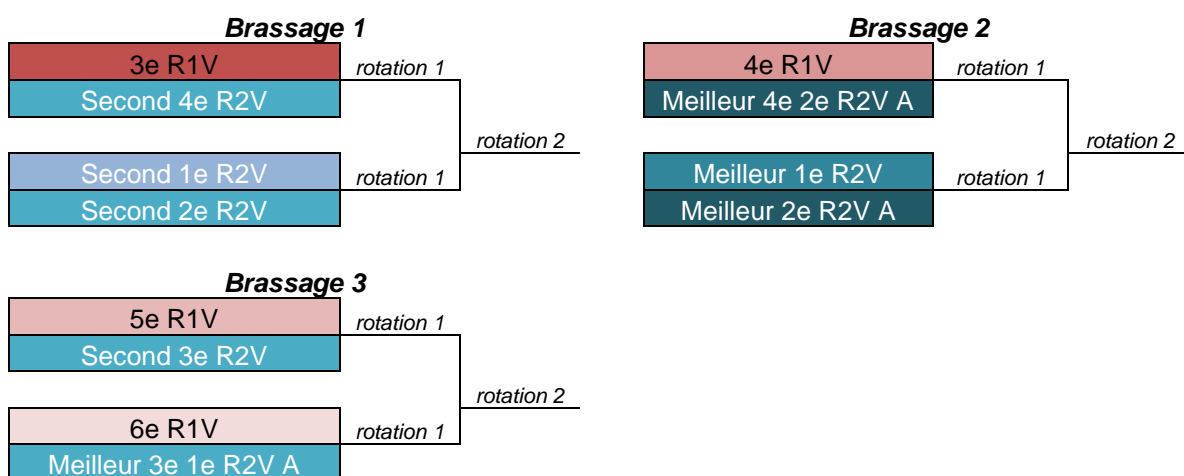 Brassage 1
3e R1V
rotation 1
Second 4e R2V
rotation 2
Second 1e R2V
rotation 1
Second 2e R2V
Brassage 2
4e R1V
rotation 1
Meilleur 4e 2e R2V A
rotation 2
Meilleur 1e R2V
rotation 1
Meilleur 2e R2V A
Brassage 3
5e R1V
rotation 1
Second 3e R2V
rotation 2
6e R1V
rotation 1
Meilleur 3e 1e R2V A